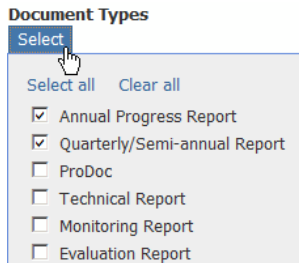 Document Types
Select
Select all Clear all
Annual Progress Report
Quarterly/Semi-annual Report
ProDoc
Technical Report
Monitoring Report
Evaluation Report